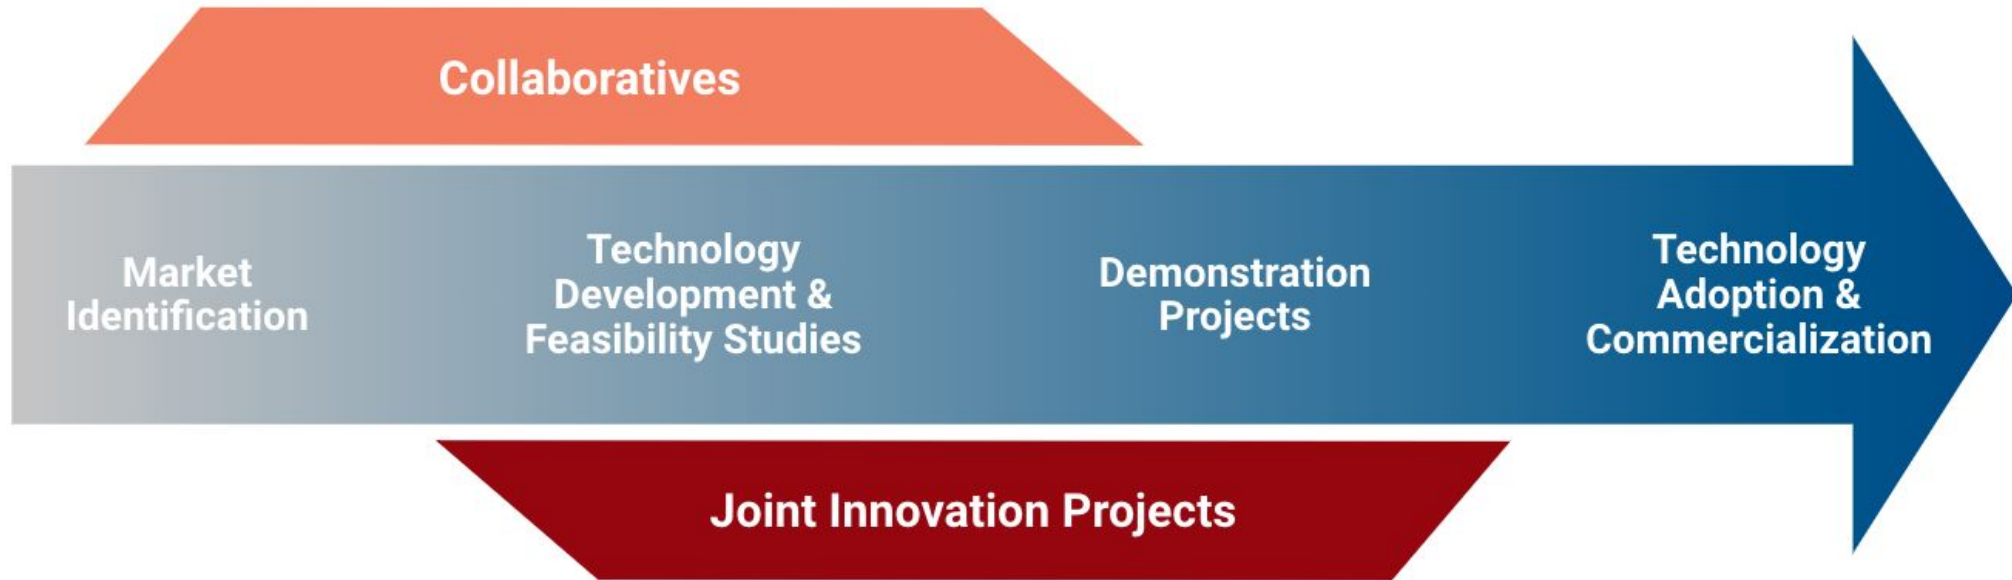 Collaboratives
Market
Identification
Technology
Development &
Feasibility Studies
Demonstration
Projects
Technology
Adoption &
Commercialization
Joint Innovation Projects